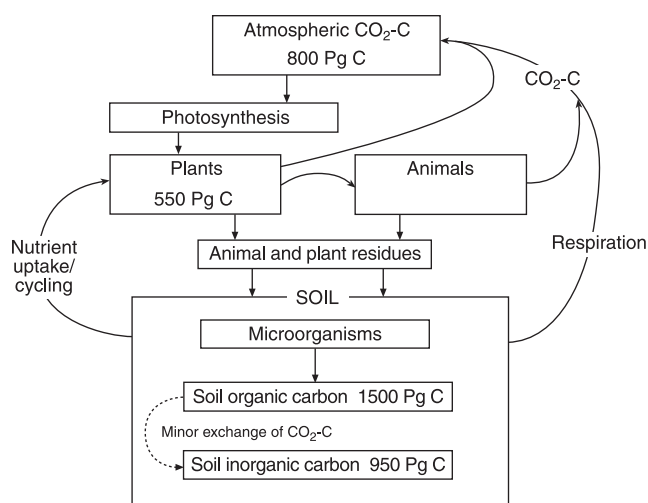 Atmospheric CO₂-C
800 Pg C
CO₂-C
Photosynthesis
Plants
550 Pg C
Animals
Nutrient
uptake/
cycling
Animal and plant residues
Respiration
SOIL
Microorganisms
Soil organic carbon 1500 Pg C
Minor exchange of CO₂-C
Soil inorganic carbon 950 Pg C